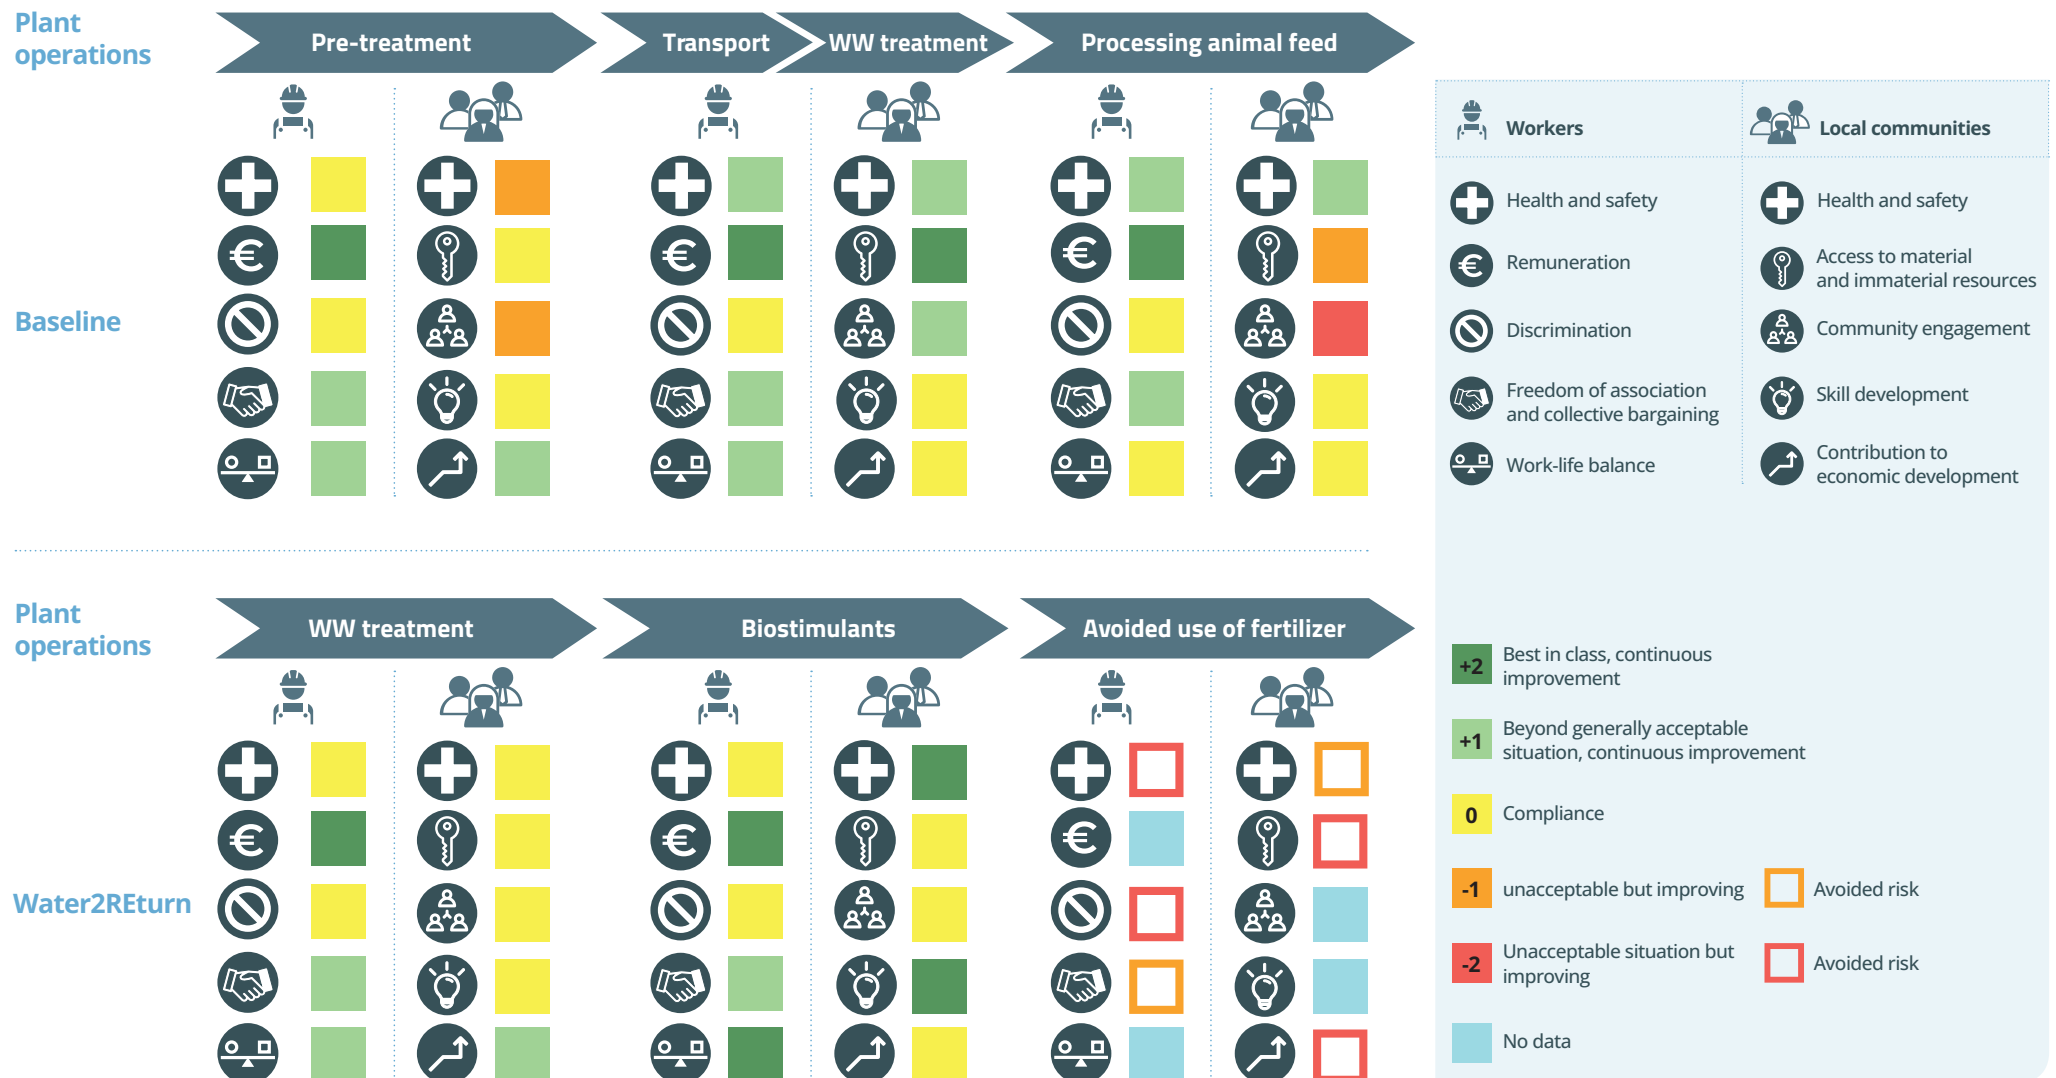 Plant
operations
Pre-treatment
Transport
WW treatment
Processing animal feed
Workers
Local communities
Health and safety
Health and safety
Remuneration
Access to material
and immaterial resources
Baseline
Discrimination
Community engagement
Freedom of association
and collective bargaining
Skill development
Work-life balance
Contribution to
economic development
Plant
operations
WW treatment
Biostimulants
Avoided use of fertilizer
+2
Best in class, continuous
improvement
+1
Beyond generally acceptable
situation, continuous improvement
0
Compliance
Water2REturn
-1
unacceptable but improving
Avoided risk
-2
Unacceptable situation but
improving
Avoided risk
No data